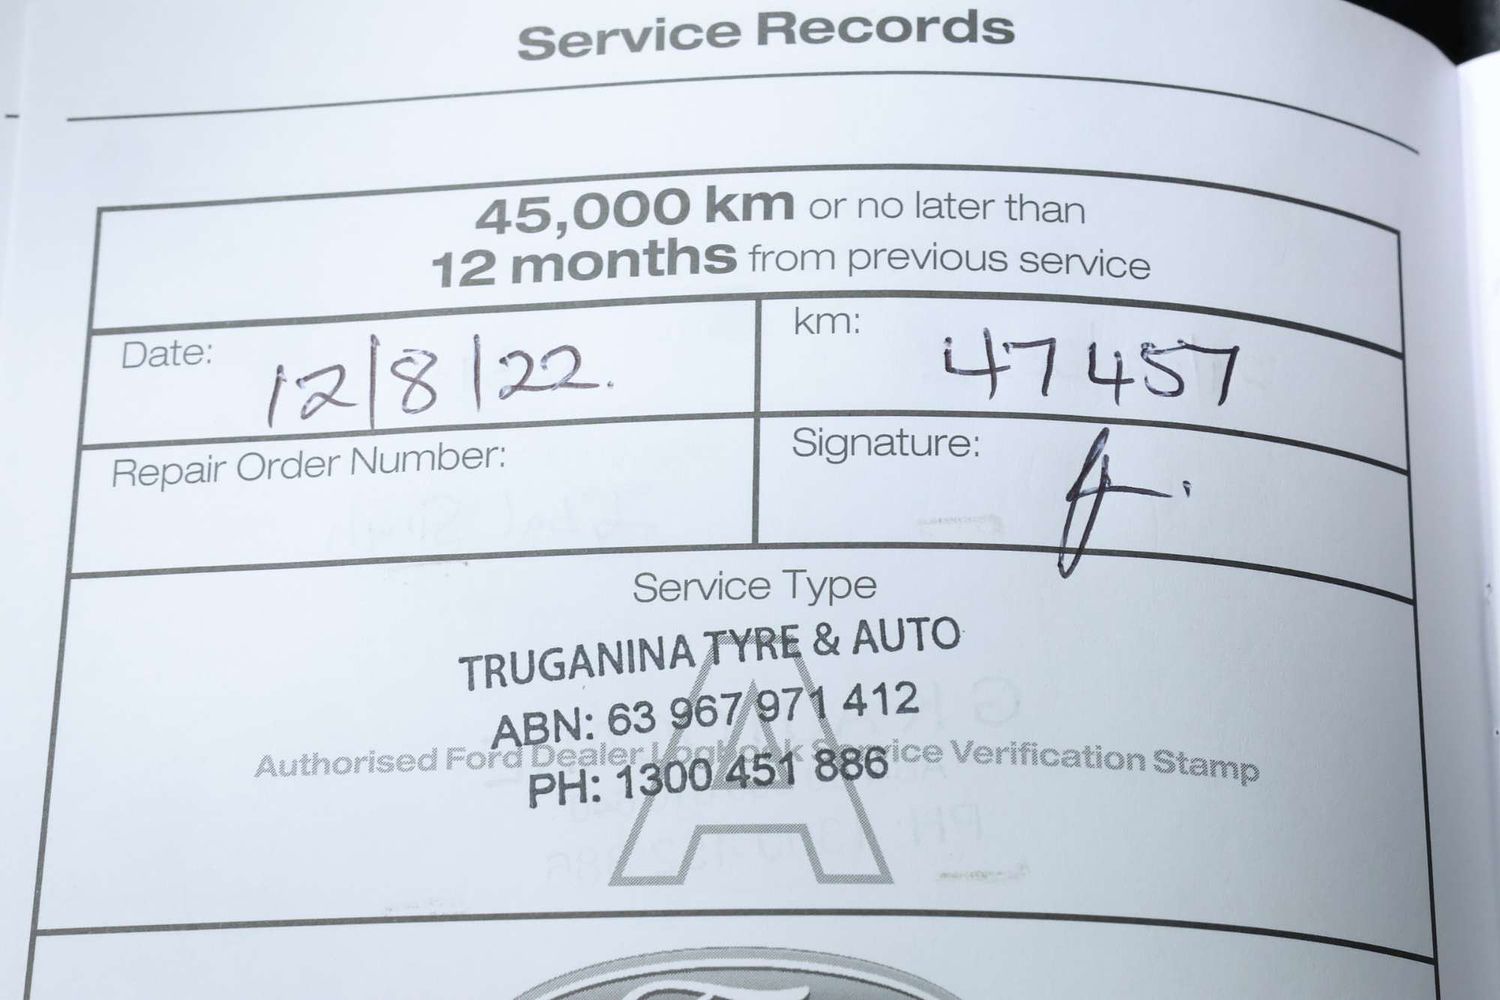 Service Records
45,000 km or no later than
12 months from previous service
Date: 12/8/22.
km: 47457
Repair Order Number:
Signature:
Service Type
TRUGANINA TYRE & AUTO
ABN: 63 967 971 412
Authorised Ford Dealer Logbook Service Verification Stamp
PH: 1300 451 886
A